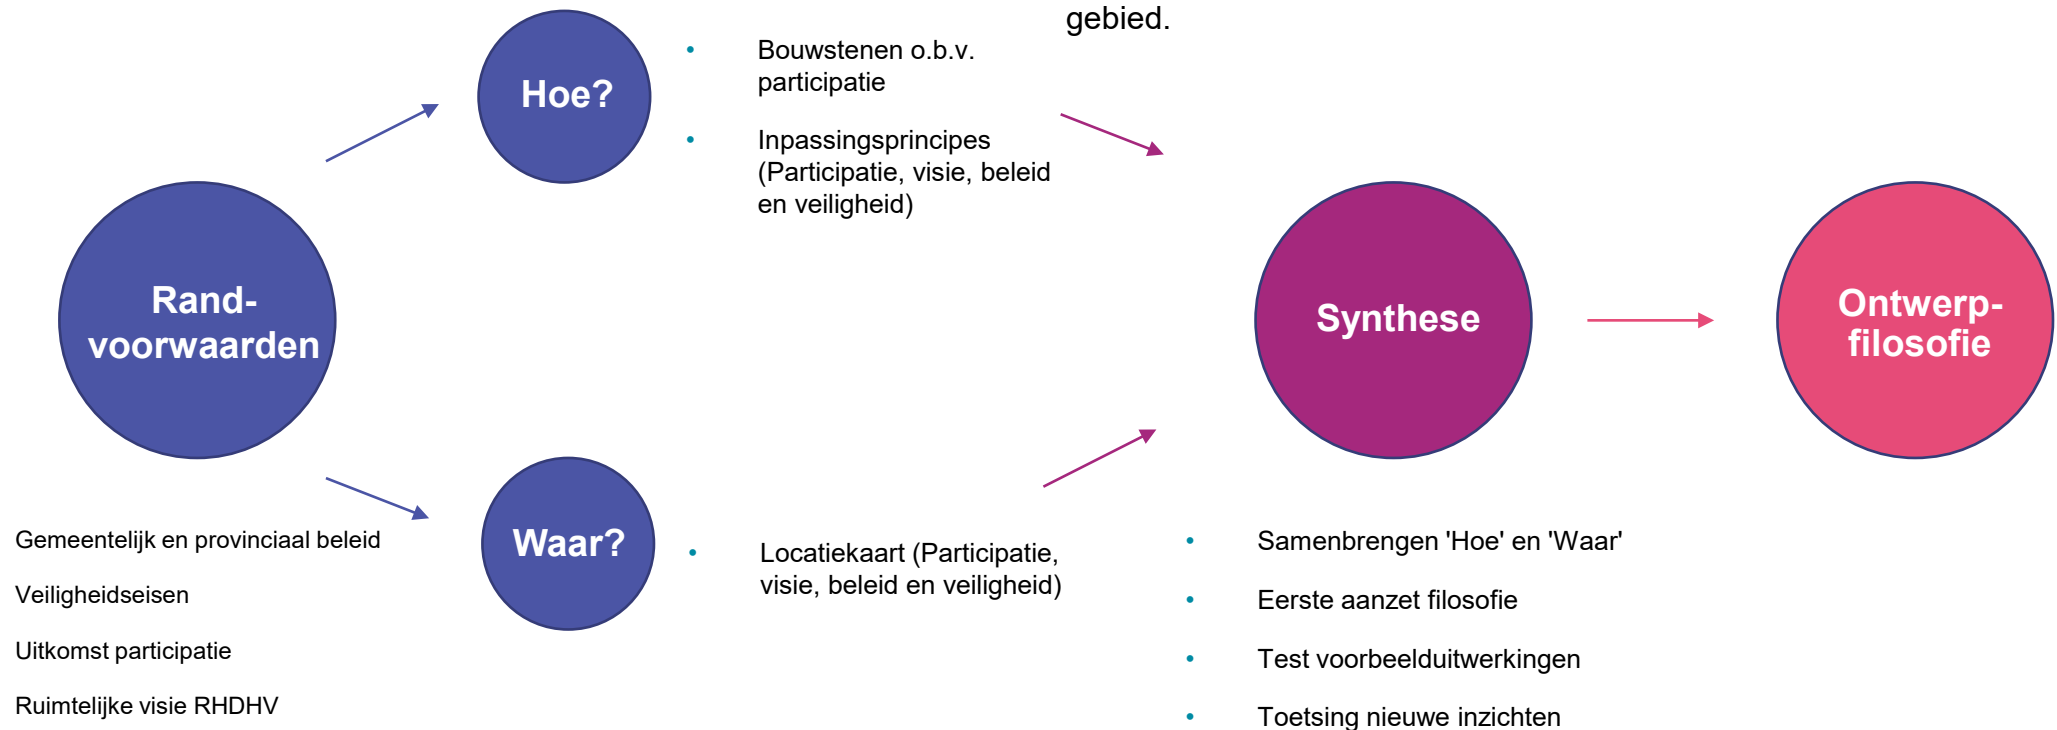 gebied.
Hoe?
• Bouwstenen o.b.v.
participatie
• Inpassingsprincipes
(Participatie, visie, beleid
en veiligheid)
Rand-
voorwaarden
Synthese
Ontwerp-
filosofie
Gemeentelijk en provinciaal beleid
Veiligheidseisen
Uitkomst participatie
Ruimtelijke visie RHDHV
Waar?
• Locatiekaart (Participatie,
visie, beleid en veiligheid)
• Samenbrengen 'Hoe' en 'Waar'
• Eerste aanzet filosofie
• Test voorbeelduitwerkingen
• Toetsing nieuwe inzichten